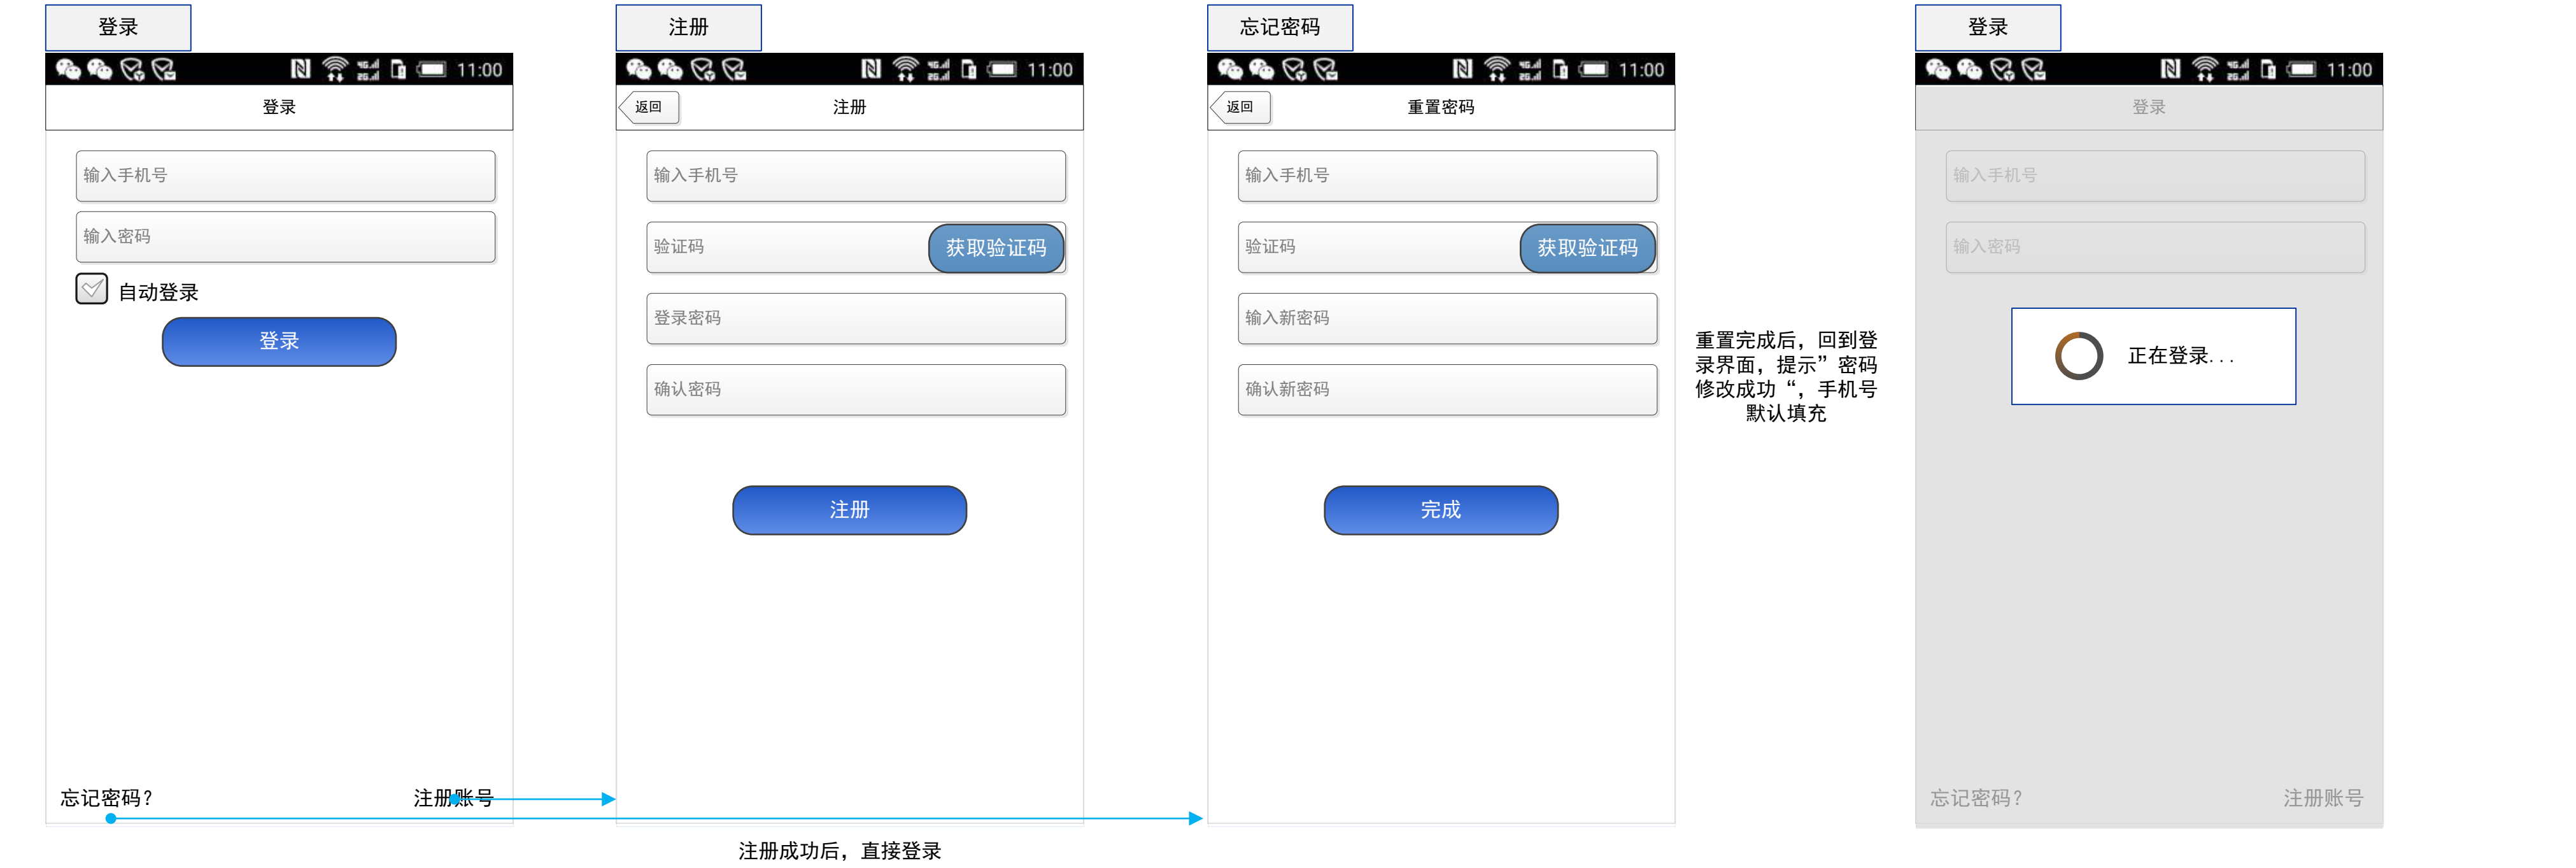 登录
11:00
登录
输入手机号
输入密码
自动登录
登录
忘记密码？
注册账号
注册
11:00
返回
注册
输入手机号
验证码
获取验证码
登录密码
确认密码
注册
注册成功后，直接登录
忘记密码
11:00
返回
重置密码
输入手机号
验证码
获取验证码
输入新密码
确认新密码
完成
重置完成后，回到登
录界面，提示”密码
修改成功“，手机号
默认填充
登录
11:00
登录
输入手机号
输入密码
正在登录...
忘记密码？
注册账号